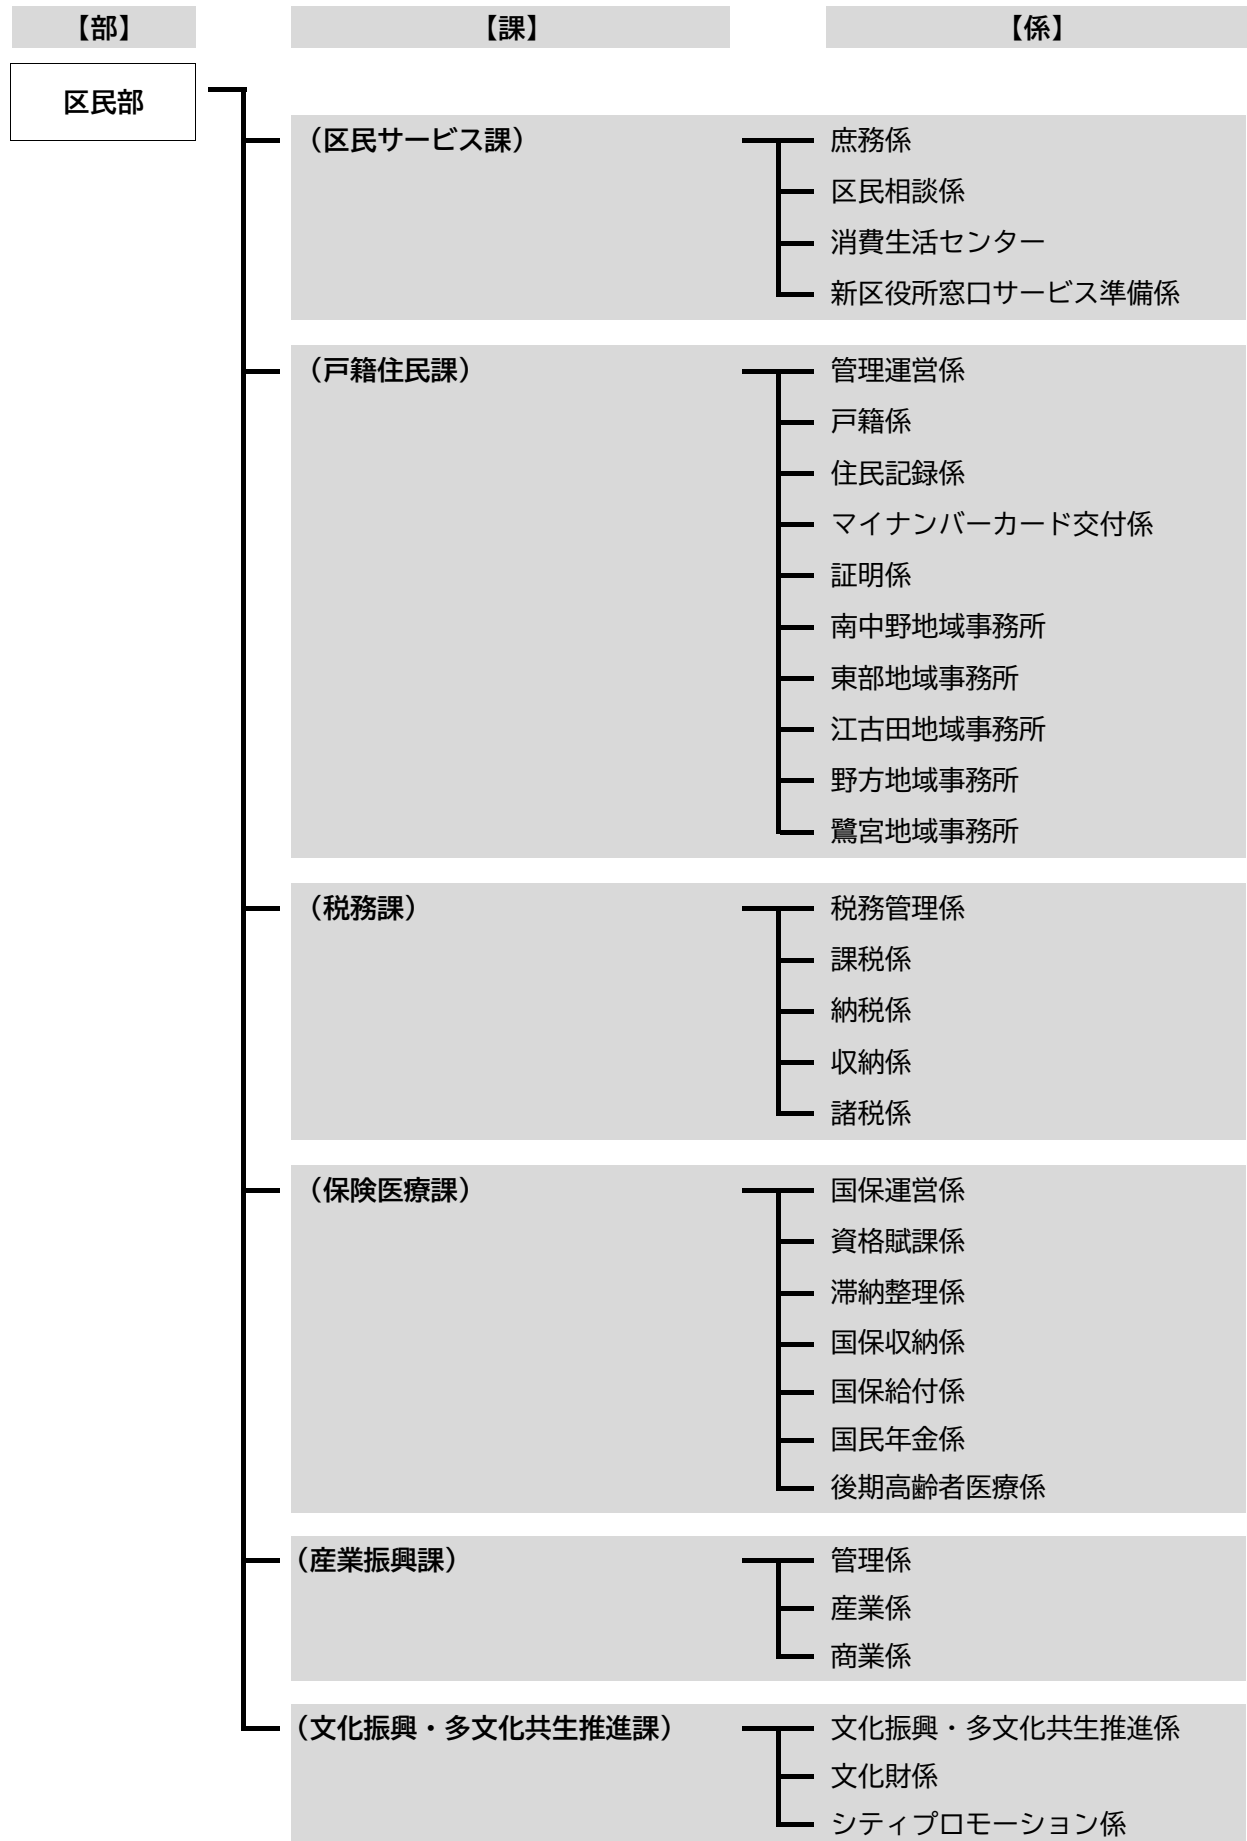 【部】 【課】 【係】
区民部
（区民サービス課） 庶務係
区民相談係
消費生活センター
新区役所窓口サービス準備係
（戸籍住民課） 管理運営係
戸籍係
住民記録係
マイナンバーカード交付係
証明係
南中野地域事務所
東部地域事務所
江古田地域事務所
野方地域事務所
鷺宮地域事務所
（税務課） 税務管理係
課税係
納税係
収納係
諸税係
（保険医療課） 国保運営係
資格賦課係
滞納整理係
国保収納係
国保給付係
国民年金係
後期高齢者医療係
（産業振興課） 管理係
産業係
商業係
（文化振興・多文化共生推進課） 文化振興・多文化共生推進係
文化財係
シティプロモーション係